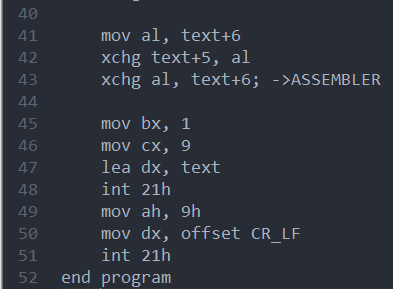 40
41 mov al, text+6
42 xchg text+5, al
43 xchg al, text+6; ->ASSEMBLER
44
45 mov bx, 1
46 mov cx, 9
47 lea dx, text
48 int 21h
49 mov ah, 9h
50 mov dx, offset CR_LF
51 int 21h
52 end program